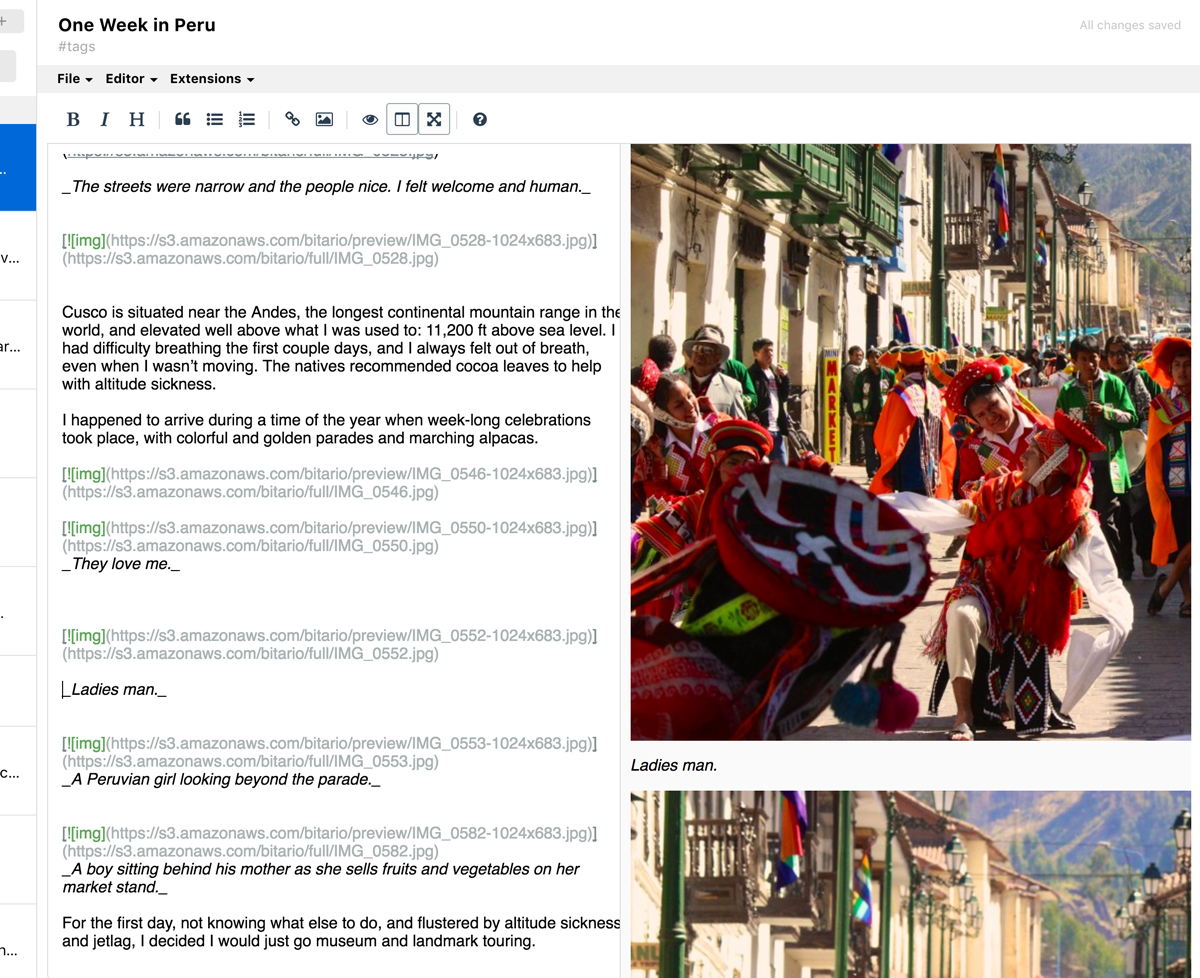 One Week in Peru
All changes saved
#tags
File
Editor
Extensions
B I H
_The streets were narrow and the people nice. I felt welcome and human._
[![img](https://s3.amazonaws.com/bitario/preview/IMG_0528-1024x683.jpg)]
(https://s3.amazonaws.com/bitario/full/IMG_0528.jpg)
Cusco is situated near the Andes, the longest continental mountain range in the
world, and elevated well above what I was used to: 11,200 ft above sea level. I
had difficulty breathing the first couple days, and I always felt out of breath,
even when I wasn’t moving. The natives recommended cocoa leaves to help
with altitude sickness.
I happened to arrive during a time of the year when week-long celebrations
took place, with colorful and golden parades and marching alpacas.
[![img](https://s3.amazonaws.com/bitario/preview/IMG_0546-1024x683.jpg)]
(https://s3.amazonaws.com/bitario/full/IMG_0546.jpg)
[![img](https://s3.amazonaws.com/bitario/preview/IMG_0550-1024x683.jpg)]
(https://s3.amazonaws.com/bitario/full/IMG_0550.jpg)
_They love me._
[![img](https://s3.amazonaws.com/bitario/preview/IMG_0552-1024x683.jpg)]
(https://s3.amazonaws.com/bitario/full/IMG_0552.jpg)
_Ladies man._
[![img](https://s3.amazonaws.com/bitario/preview/IMG_0553-1024x683.jpg)]
(https://s3.amazonaws.com/bitario/full/IMG_0553.jpg)
_A Peruvian girl looking beyond the parade._
[![img](https://s3.amazonaws.com/bitario/preview/IMG_0582-1024x683.jpg)]
(https://s3.amazonaws.com/bitario/full/IMG_0582.jpg)
_A boy sitting behind his mother as she sells fruits and vegetables on her
market stand._
For the first day, not knowing what else to do, and flustered by altitude sickness
and jetlag, I decided I would just go museum and landmark touring.
MINI
MARKET
Ladies man.